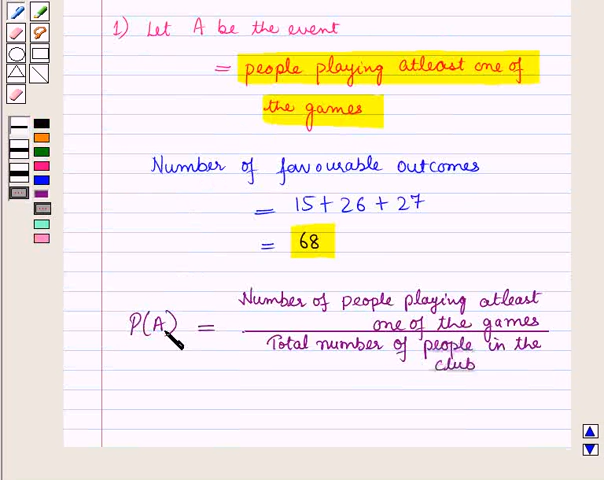 1) Let A be the event
= people playing atleast one of
the games
Number of favourable outcomes
= 15 + 26 + 27
= 68
P(A) = Number of people playing atleast
one of the games
Total number of people in the
club